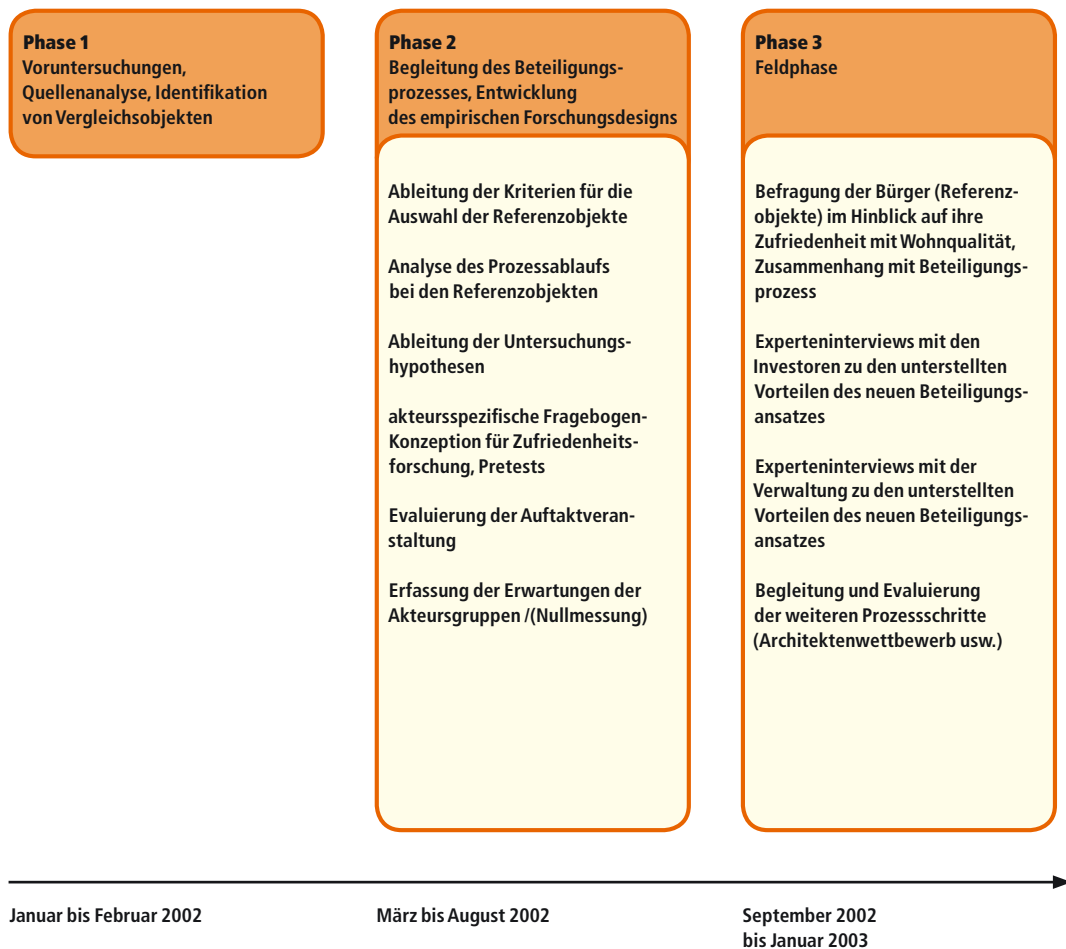 Phase 1
Voruntersuchungen,
Quellenanalyse, Identifikation
von Vergleichsobjekten
Phase 2
Begleitung des Beteiligungs-
prozesses, Entwicklung
des empirischen Forschungsdesigns
Ableitung der Kriterien für die
Auswahl der Referenzobjekte
Analyse des Prozessablaufs
bei den Referenzobjekten
Ableitung der Untersuchungs-
hypothesen
akteursspezifische Fragebogen-
Konzeption für Zufriedenheits-
forschung, Pretests
Evaluierung der Auftaktveran-
staltung
Erfassung der Erwartungen der
Akteursgruppen /(Nullmessung)
Phase 3
Feldphase
Befragung der Bürger (Referenz-
objekte) im Hinblick auf ihre
Zufriedenheit mit Wohnqualität,
Zusammenhang mit Beteiligungs-
prozess
Experteninterviews mit den
Investoren zu den unterstellten
Vorteilen des neuen Beteiligungs-
ansatzes
Experteninterviews mit der
Verwaltung zu den unterstellten
Vorteilen des neuen Beteiligungs-
ansatzes
Begleitung und Evaluierung
der weiteren Prozessschritte
(Architektenwettbewerb usw.)
Januar bis Februar 2002
März bis August 2002
September 2002
bis Januar 2003